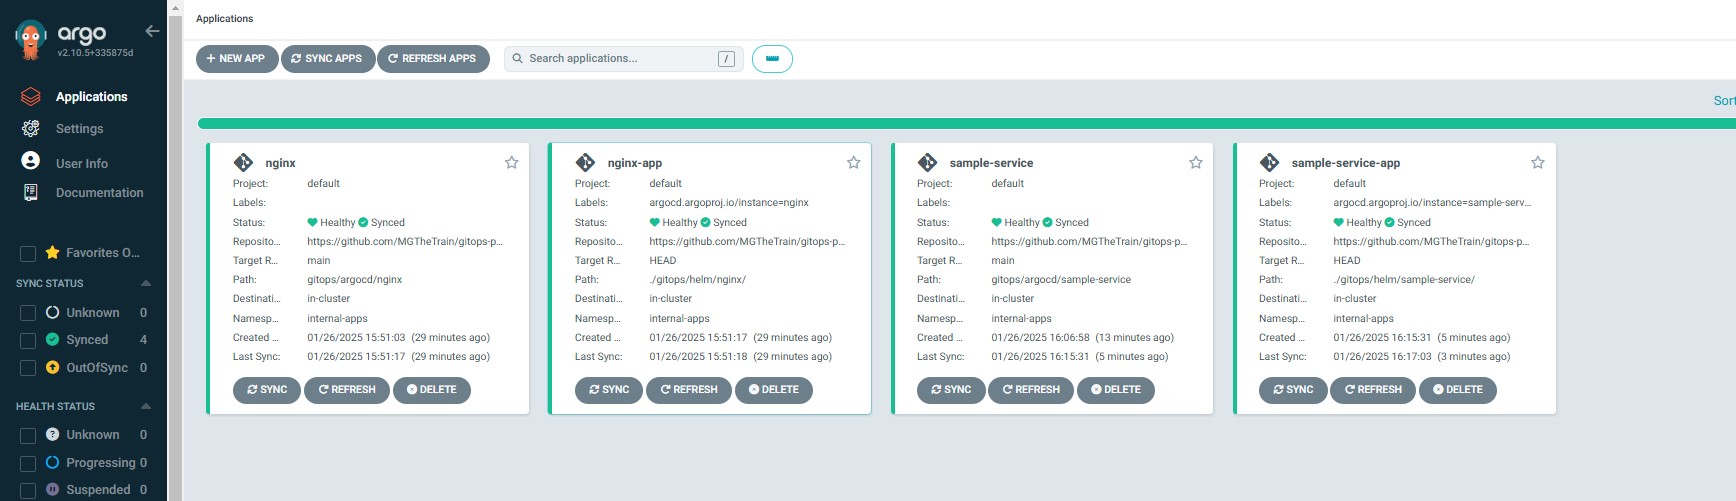 argo
v2.10.5+335875d
Applications
Settings
User Info
Documentation
Favorites O...
SYNC STATUS
Unknown 0
Synced 4
OutOfSync 0
HEALTH STATUS
Unknown 0
Progressing 0
Suspended 0
Applications
+ NEW APP SYNC APPS REFRESH APPS Search applications... /
Sort
nginx
Project: default
Labels:
Status: Healthy Synced
Reposito... https://github.com/MGTheTrain/gitops-p...
Target R... main
Path: gitops/argocd/nginx
Destinati... in-cluster
Namesp... internal-apps
Created ... 01/26/2025 15:51:03 (29 minutes ago)
Last Sync: 01/26/2025 15:51:17 (29 minutes ago)
SYNC REFRESH DELETE
nginx-app
Project: default
Labels: argocd.argoproj.io/instance=nginx
Status: Healthy Synced
Reposito... https://github.com/MGTheTrain/gitops-p...
Target R... HEAD
Path: ./gitops/helm/nginx/
Destinati... in-cluster
Namesp... internal-apps
Created ... 01/26/2025 15:51:17 (29 minutes ago)
Last Sync: 01/26/2025 15:51:18 (29 minutes ago)
SYNC REFRESH DELETE
sample-service
Project: default
Labels:
Status: Healthy Synced
Reposito... https://github.com/MGTheTrain/gitops-p...
Target R... main
Path: gitops/argocd/sample-service
Destinati... in-cluster
Namesp... internal-apps
Created ... 01/26/2025 16:06:58 (13 minutes ago)
Last Sync: 01/26/2025 16:15:31 (5 minutes ago)
SYNC REFRESH DELETE
sample-service-app
Project: default
Labels: argocd.argoproj.io/instance=sample-serv...
Status: Healthy Synced
Reposito... https://github.com/MGTheTrain/gitops-p...
Target R... HEAD
Path: ./gitops/helm/sample-service/
Destinati... in-cluster
Namesp... internal-apps
Created ... 01/26/2025 16:15:31 (5 minutes ago)
Last Sync: 01/26/2025 16:17:03 (3 minutes ago)
SYNC REFRESH DELETE